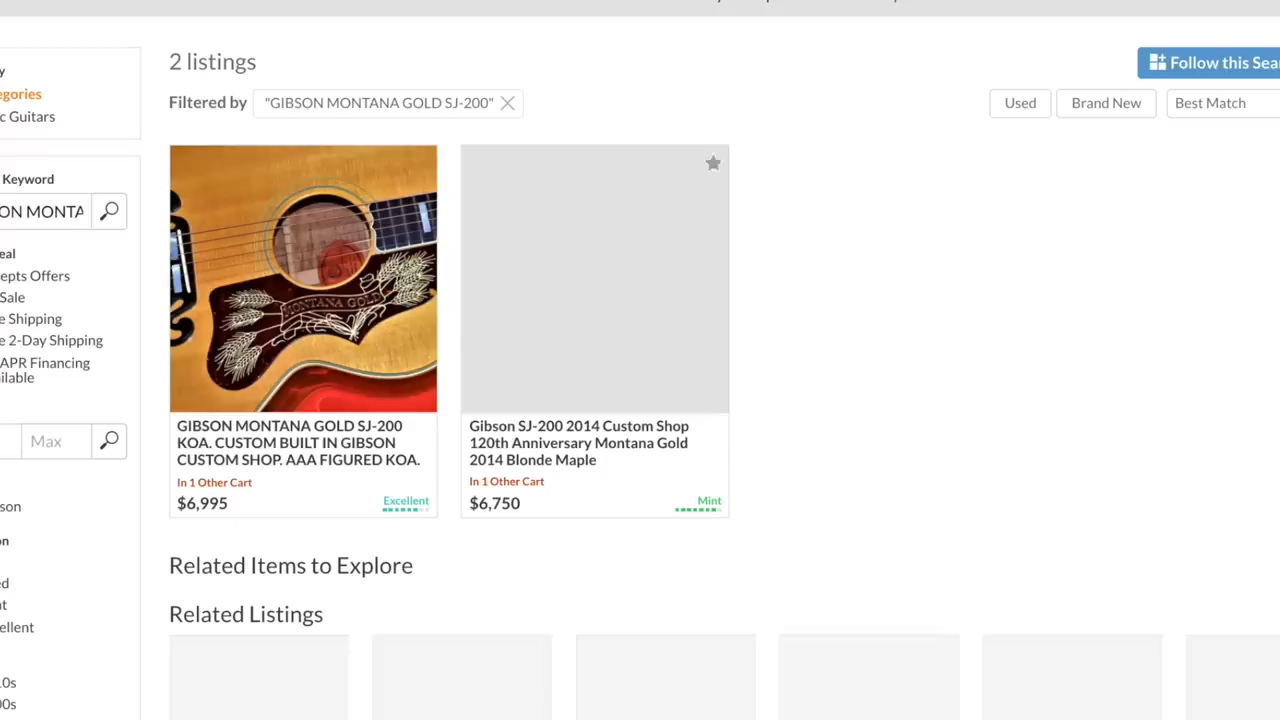 2 listings
Follow this Sea
Filtered by
"GIBSON MONTANA GOLD SJ-200"
Used
Brand New
Best Match
y
egories
c Guitars
Keyword
ON MONTA
eal
epts Offers
Sale
e Shipping
e 2-Day Shipping
APR Financing
ilable
Max
son
on
ed
nt
ellent
10s
00s
MONTANA GOLD
GIBSON MONTANA GOLD SJ-200
KOA. CUSTOM BUILT IN GIBSON
CUSTOM SHOP. AAA FIGURED KOA.
In 1 Other Cart
$6,995
Excellent
Gibson SJ-200 2014 Custom Shop
120th Anniversary Montana Gold
2014 Blonde Maple
In 1 Other Cart
$6,750
Mint
Related Items to Explore
Related Listings